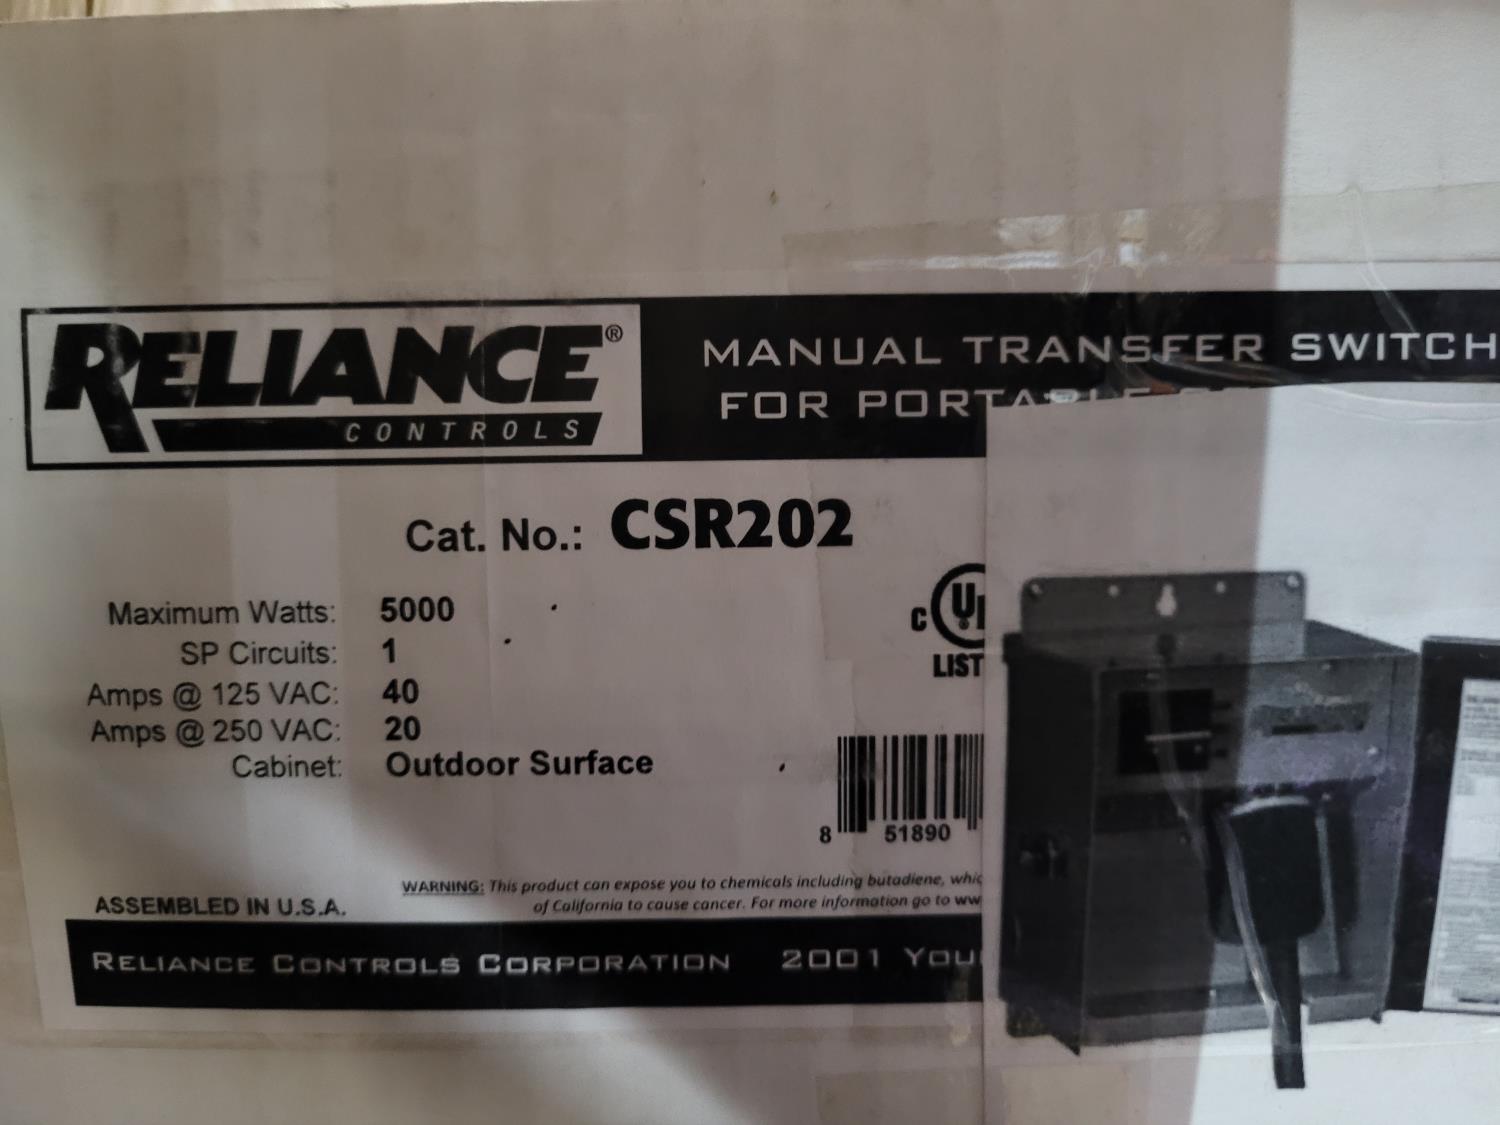 RELIANCE®
CONTROLS
MANUAL TRANSFER SWITCH
FOR PORTABLE
Cat. No.: CSR202
Maximum Watts: 5000
SP Circuits: 1
Amps @ 125 VAC: 40
Amps @ 250 VAC: 20
Cabinet: Outdoor Surface
C UL
LIST
8 51890
WARNING: This product can expose you to chemicals including butadiene, whic
of California to cause cancer. For more information go to ww
ASSEMBLED IN U.S.A.
RELIANCE CONTROLS CORPORATION 2001 You